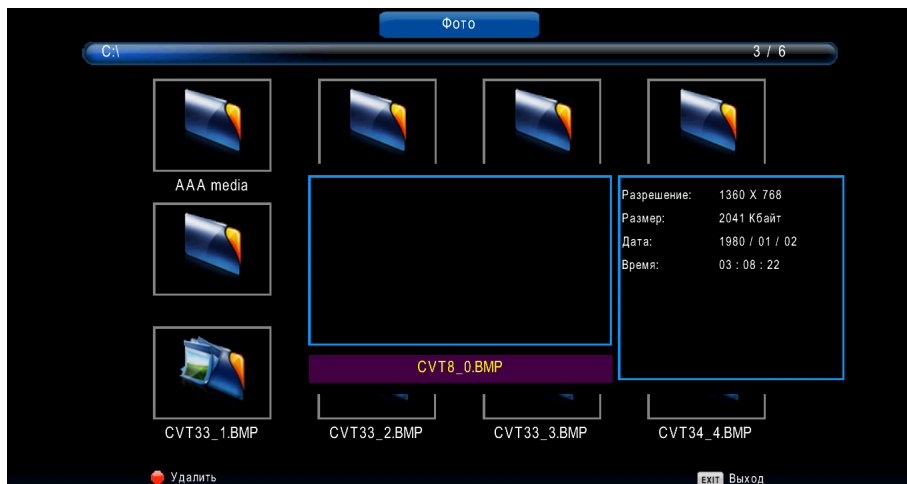 Фото
C:\ 3 / 6
AAA media
Разрешение: 1360 X 768
Размер: 2041 Кбайт
Дата: 1980 / 01 / 02
Время: 03 : 08 : 22
CVT8_0.BMP
CVT33_1.BMP CVT33_2.BMP CVT33_3.BMP CVT34_4.BMP
Удалить EXIT Выход